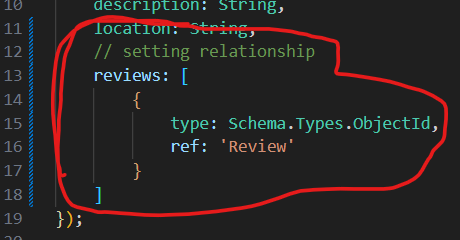 10 description: String,
11 location: String,
12 // setting relationship
13 reviews: [
14 {
15 type: Schema.Types.ObjectId,
16 ref: 'Review'
17 }
18 ]
19 });